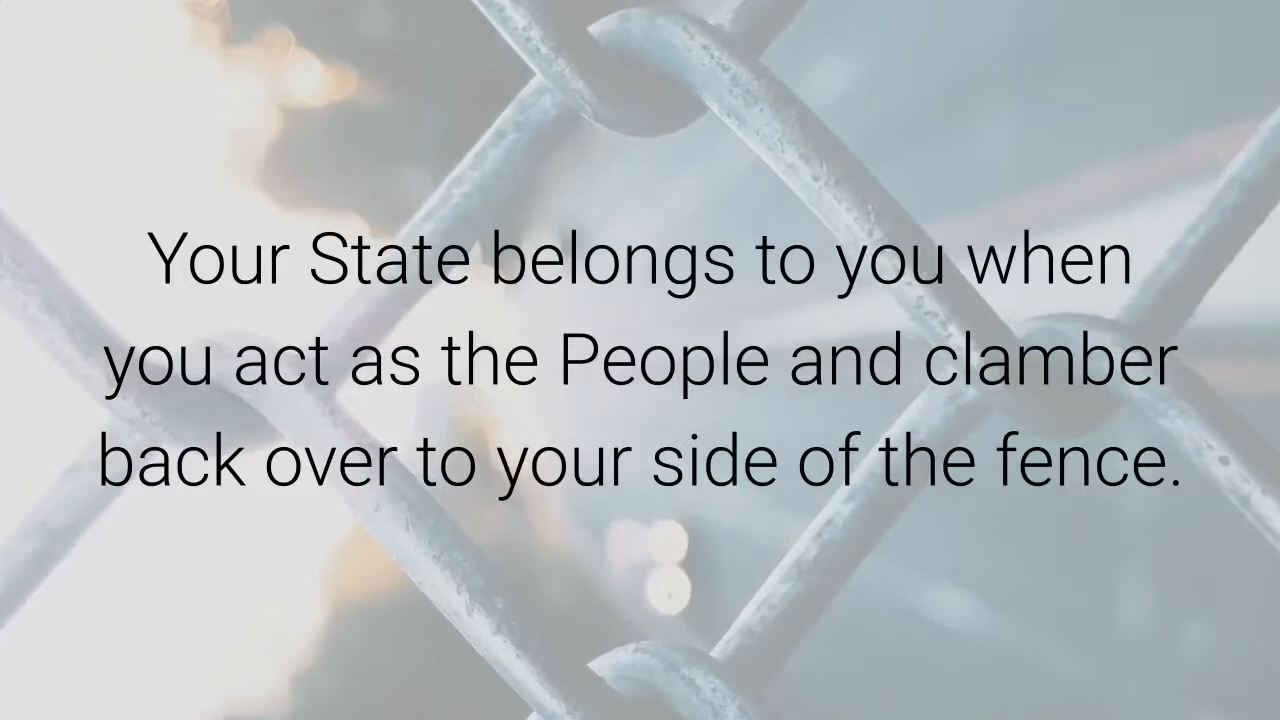 Your State belongs to you when
you act as the People and clamber
back over to your side of the fence.